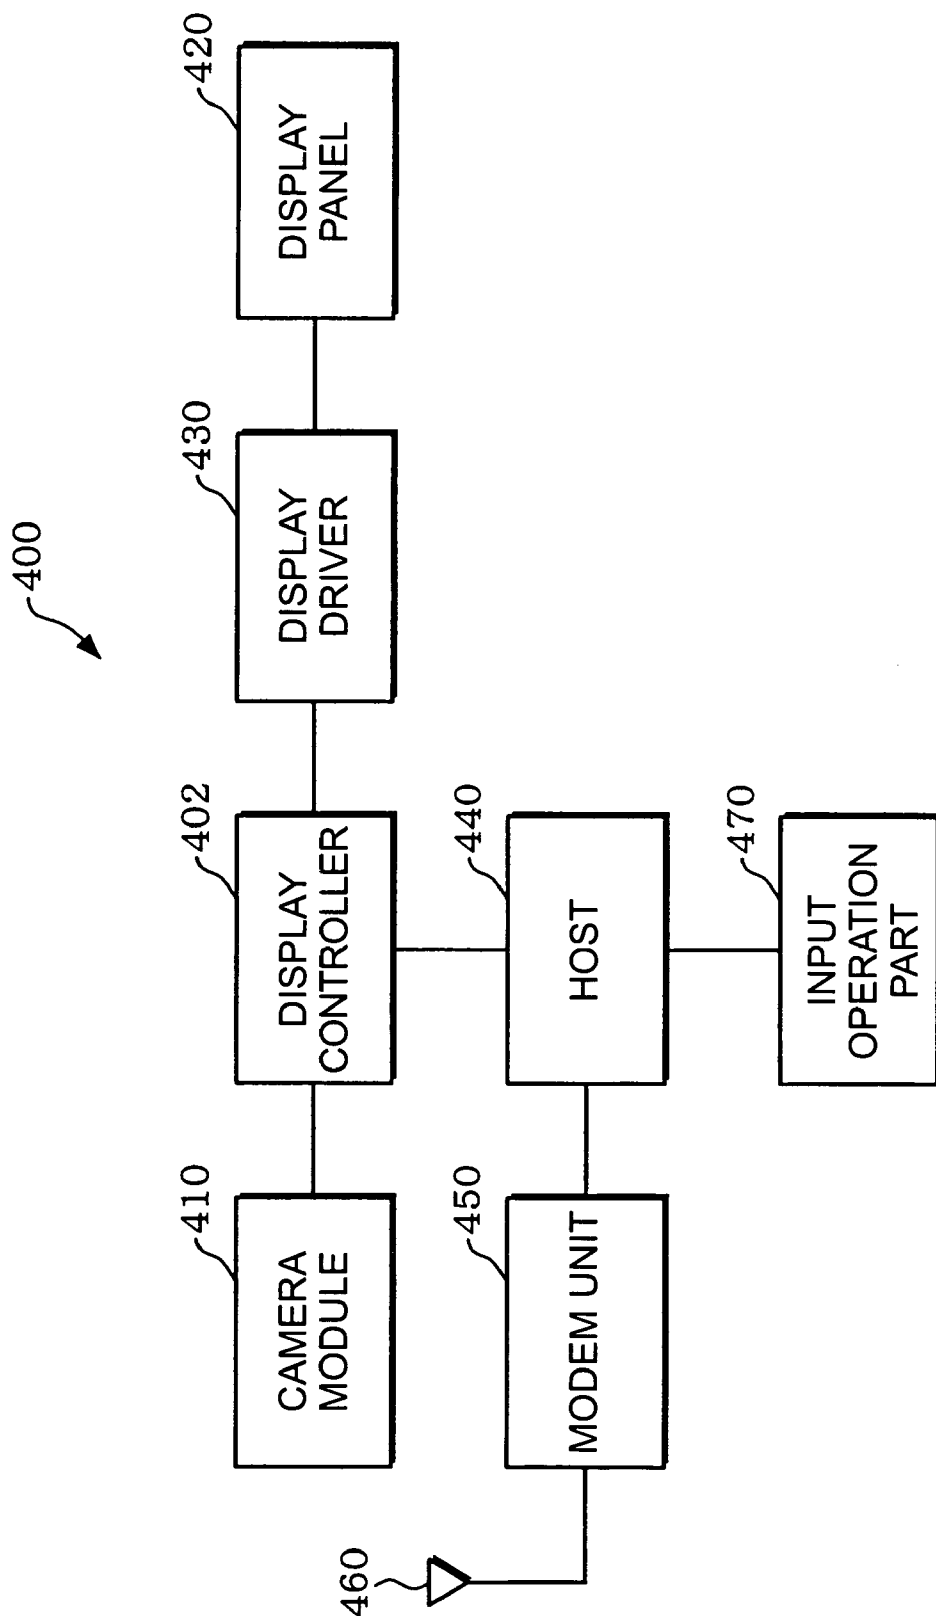 400
410
CAMERA
MODULE
402
DISPLAY
CONTROLLER
430
DISPLAY
DRIVER
420
DISPLAY
PANEL
460
450
MODEM UNIT
440
HOST
470
INPUT
OPERATION
PART